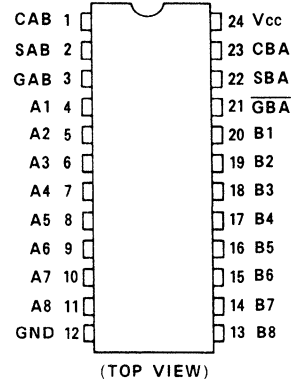 CAB 1 24 Vcc
SAB 2 23 CBA
GAB 3 22 SBA
A1 4 21 G̅B̅A̅
A2 5 20 B1
A3 6 19 B2
A4 7 18 B3
A5 8 17 B4
A6 9 16 B5
A7 10 15 B6
A8 11 14 B7
GND 12 13 B8
(TOP VIEW)